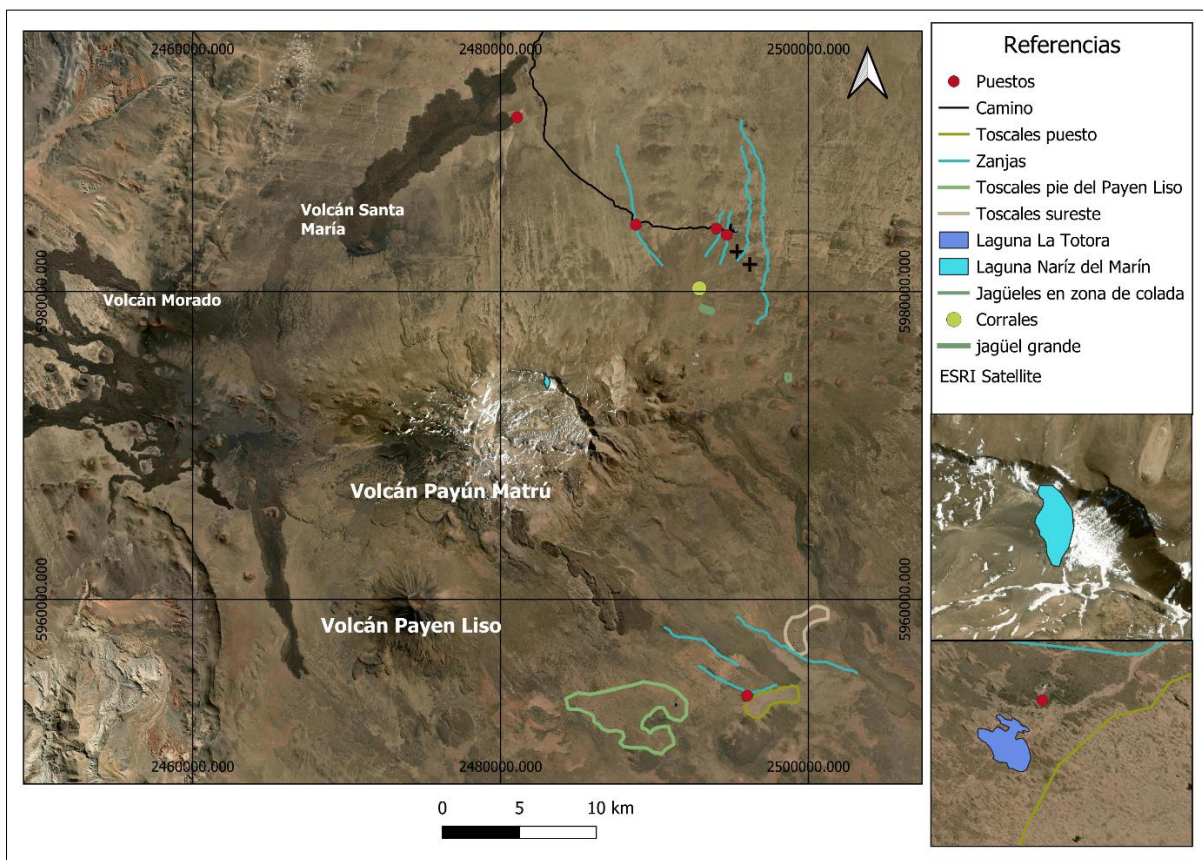 2460000.000
2480000.000
2500000.000
Volcán Santa
María
5980000.000
5980000.000
Volcán Morado
Volcán Payún Matrú
5960000.000
5960000.000
Volcán Payen Liso
2460000.000
2480000.000
2500000.000
0 5 10 km
Referencias
Puestos
Camino
Toscales puesto
Zanjas
Toscales pie del Payen Liso
Toscales sureste
Laguna La Totora
Laguna Naríz del Marín
Jagüeles en zona de colada
Corrales
jagüel grande
ESRI Satellite